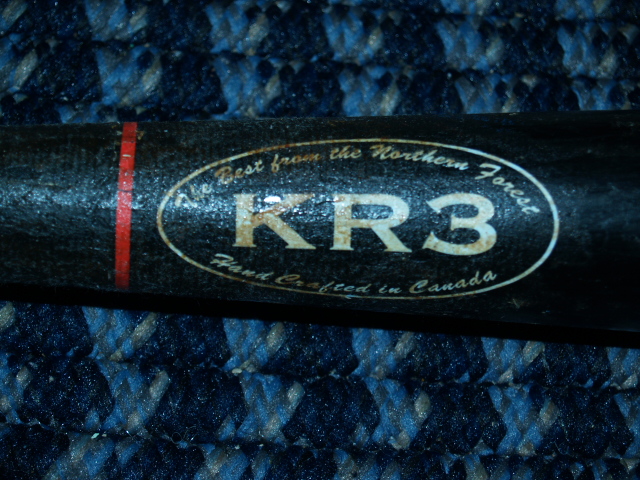 The Best from the Northern Forest
KR3
Hand Crafted in Canada